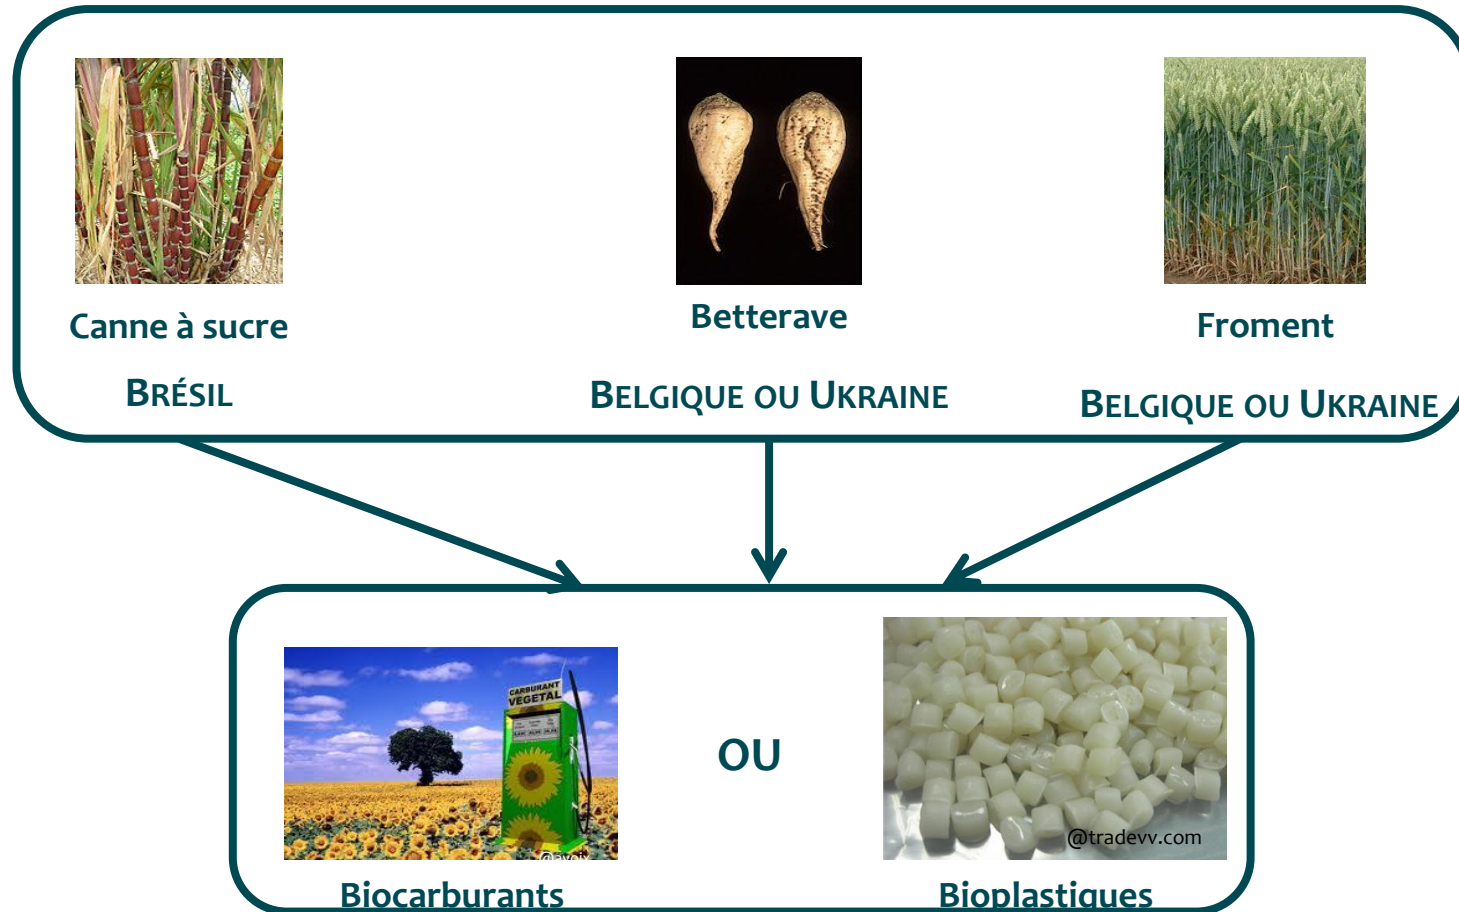 Canne à sucre
Betterave
Froment
BRÉSIL
BELGIQUE OU UKRAINE
BELGIQUE OU UKRAINE
CARBURANT
VEGETAL
OU
@tradevv.com
Biocarburants
Bioplastiques